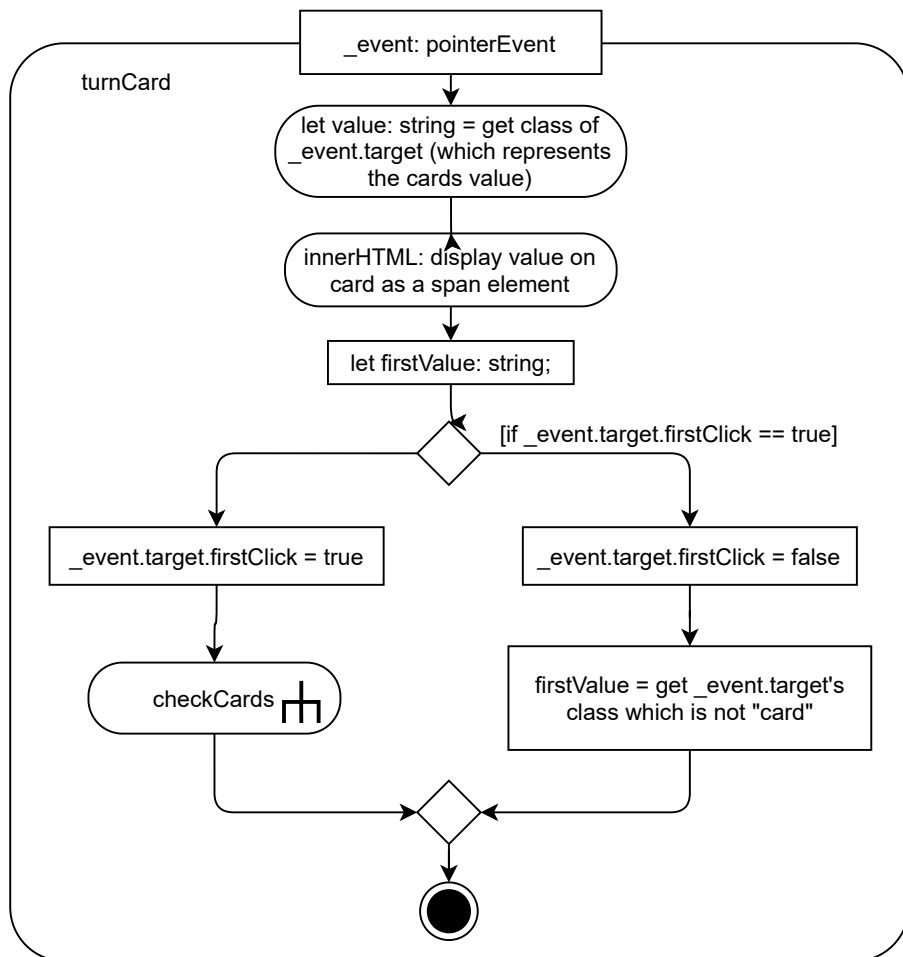 _event: pointerEvent
turnCard
let value: string = get class of
_event.target (which represents
the cards value)
innerHTML: display value on
card as a span element
let firstValue: string;
[if _event.target.firstClick == true]
_event.target.firstClick = true
_event.target.firstClick = false
checkCards
firstValue = get _event.target's
class which is not "card"